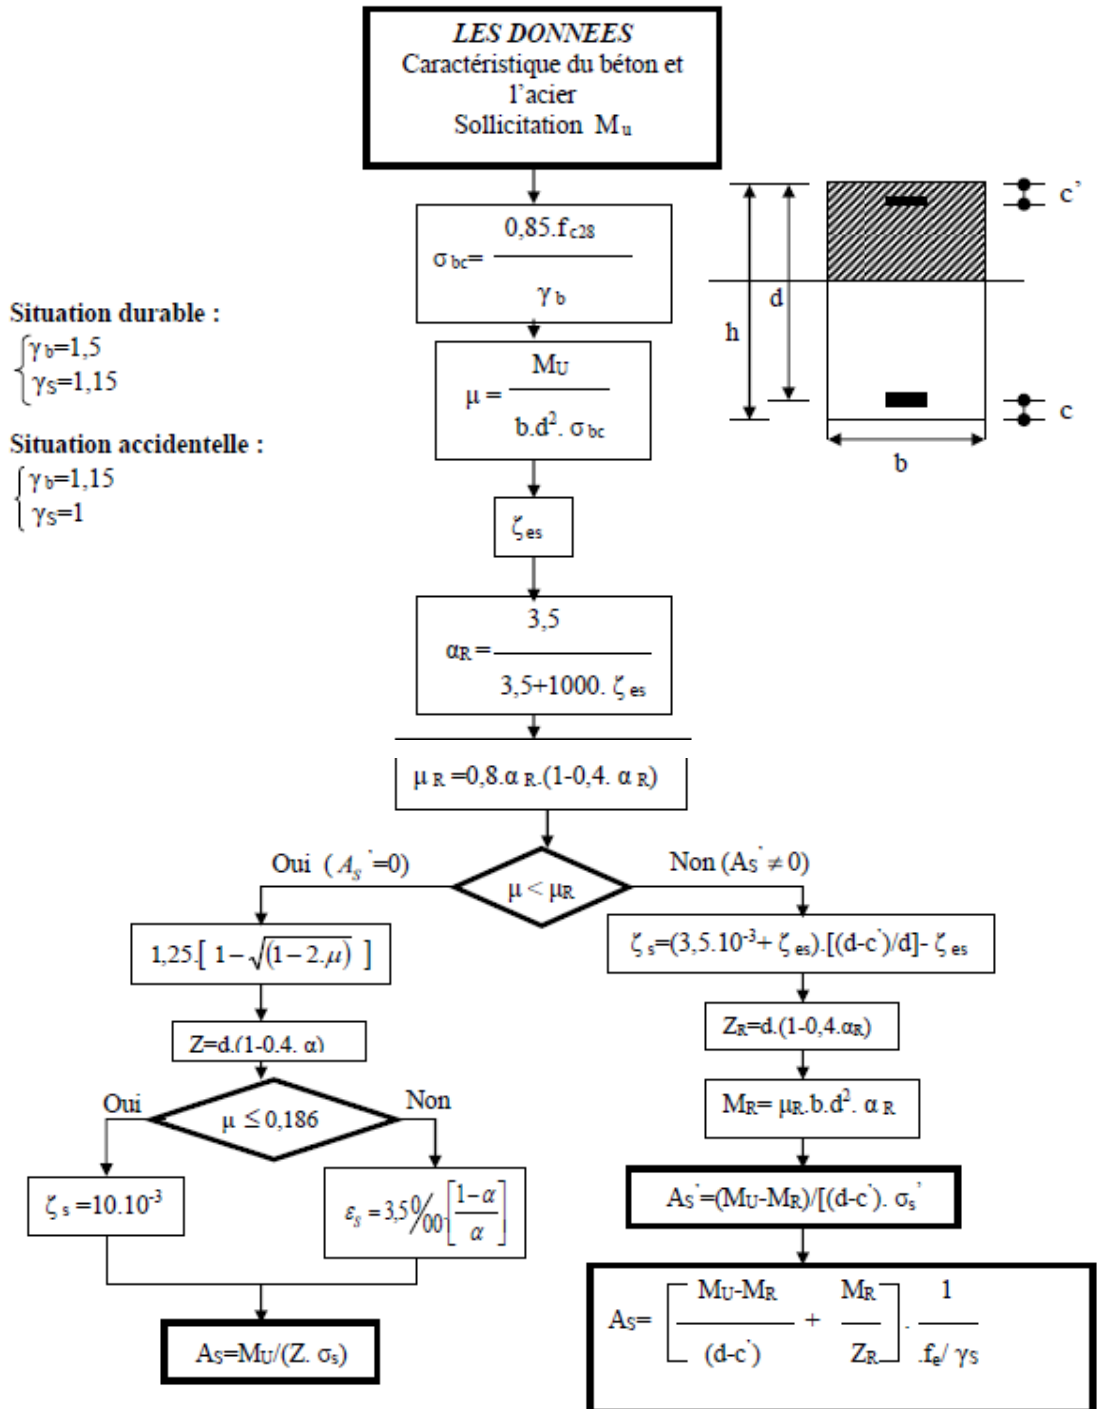 LES DONNEES
Caractéristique du béton et
l'acier
Sollicitation Mu
0,85.fc28
σbc=
γb
Situation durable :
γb=1,5
γS=1,15
Situation accidentelle :
γb=1,15
γS=1
MU
μ =
b.d². σbc
c'
d
h
c
b
ζes
3,5
αR=
3,5+1000. ζes
μR =0,8.αR.(1-0,4. αR)
Oui (As'=0)
μ < μR
Non (As' ≠ 0)
1,25.[ 1−√(1−2.μ) ]
ζs=(3,5.10⁻³+ ζes).[(d-c')/d]- ζes
Z=d.(1-0.4. α)
ZR=d.(1-0,4.αR)
Oui
μ ≤ 0,186
Non
MR= μR.b.d². αR
ζs =10.10⁻³
εs = 3,5‰.[1−α/α]
As'=(MU-MR)/[(d-c'). σs'
As=MU/(Z. σs)
MU-MR MR 1
As= [ + ] .
(d-c') ZR .fe/ γS